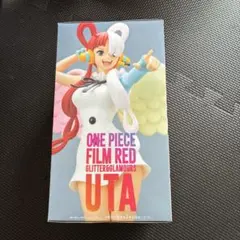 ONE PIECE
FILM RED
GLITTER&GLAMOURS
UTA